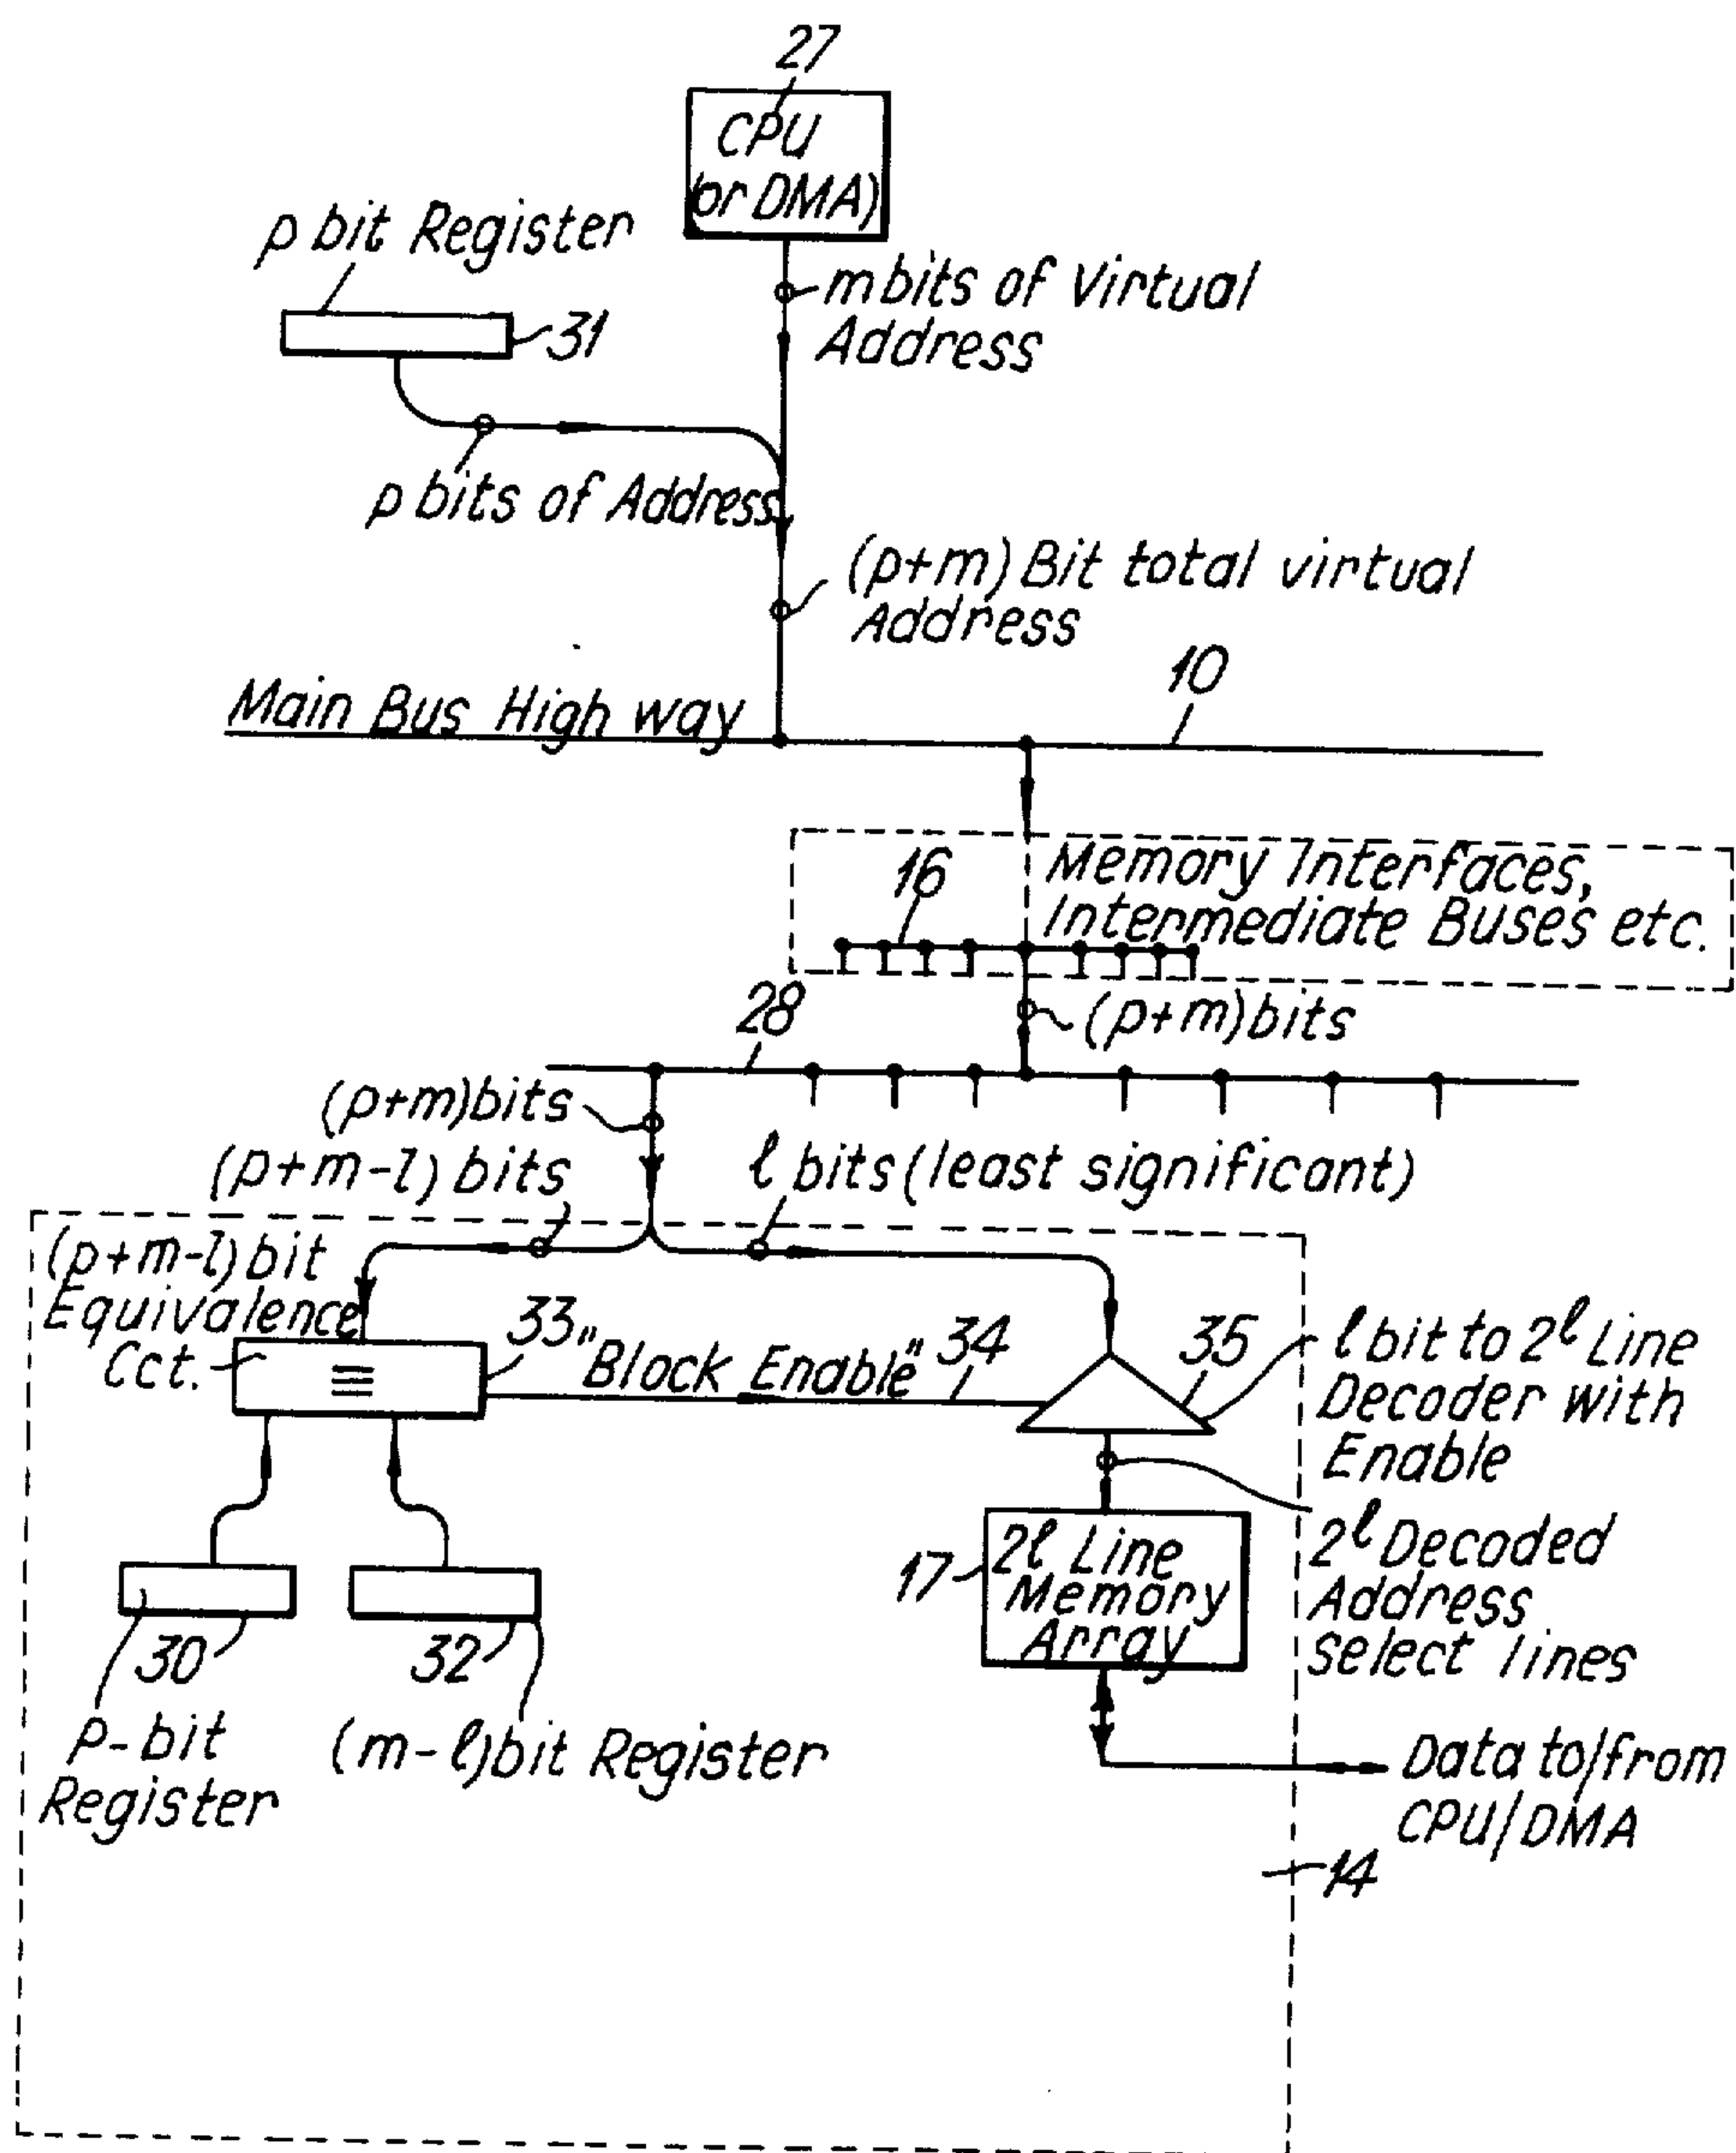 27
CPU
(or DMA)
p bit Register
31
m bits of Virtual
Address
p bits of Address
(p+m) Bit total virtual
Address
10
Main Bus High way
16
Memory Interfaces,
Intermediate Buses etc.
28
(p+m) bits
(p+m) bits
(p+m-l) bits
l bits (least significant)
(p+m-l) bit
Equivalence
Cct.
≡
33
"Block Enable"
34
35
l bit to 2^l Line
Decoder with
Enable
17
2l Line
Memory
Array
2^l Decoded
Address
select lines
30
32
P-bit
Register
(m-l) bit Register
Data to/from
CPU/DMA
14